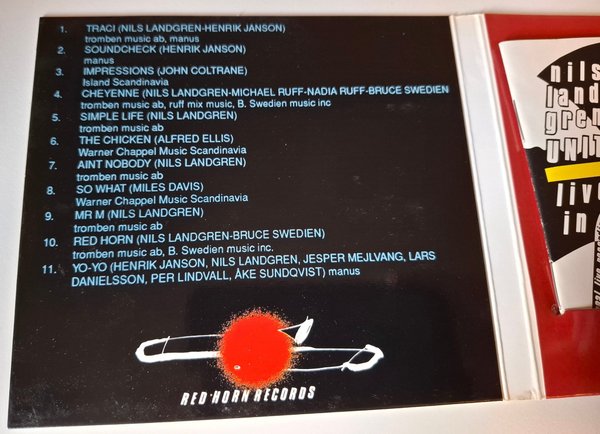 1. TRACI (NILS LANDGREN-HENRIK JANSON)
tromben music ab, manus
2. SOUNDCHECK (HENRIK JANSON)
manus
3. IMPRESSIONS (JOHN COLTRANE)
Island Scandinavia
4. CHEYENNE (NILS LANDGREN-MICHAEL RUFF-NADIA RUFF-BRUCE SWEDIEN
tromben music ab, ruff mix music, B. Swedien music inc
5. SIMPLE LIFE (NILS LANDGREN)
tromben music ab
6. THE CHICKEN (ALFRED ELLIS)
Warner Chappel Music Scandinavia
7. AINT NOBODY (NILS LANDGREN)
tromben music ab
8. SO WHAT (MILES DAVIS)
Warner Chappel Music Scandinavia
9. MR M (NILS LANDGREN)
tromben music ab
10. RED HORN (NILS LANDGREN-BRUCE SWEDIEN)
tromben music ab, B. Swedien music inc.
11. YO-YO (HENRIK JANSON, NILS LANDGREN, JESPER MEJLVANG, LARS
DANIELSSON, PER LINDVALL, ÅKE SUNDQVIST) manus
RED HORN RECORDS
nils
land
gren
UNIT
live
in